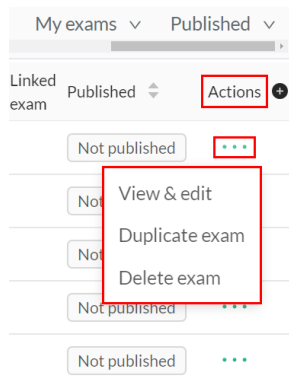 My exams Published
Linked exam Published Actions
Not published
View & edit
Not
Duplicate exam
Not
Delete exam
Not published
Not published